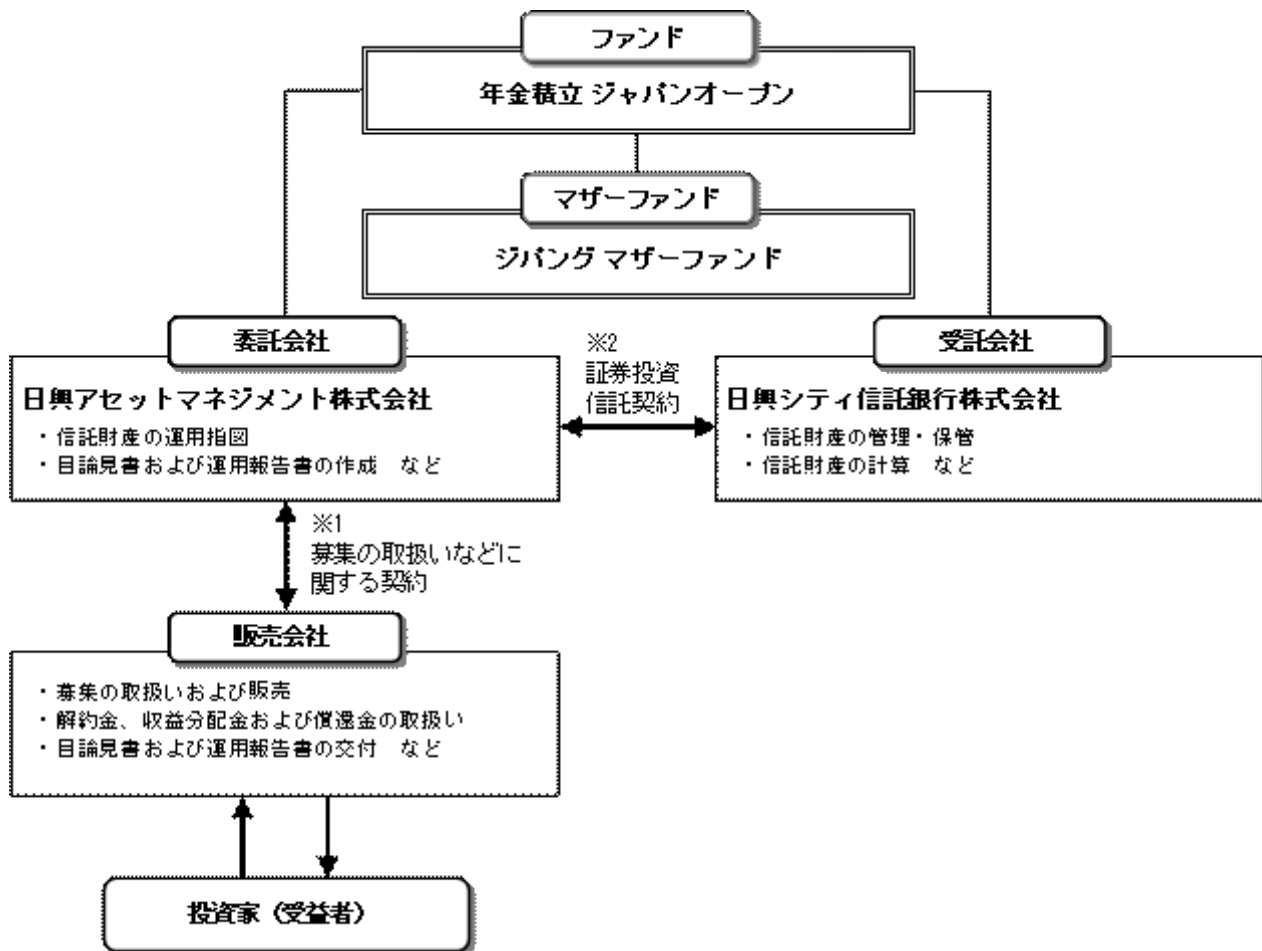 ファンド
年金積立 ジャパンオープン
マザーファンド
ジパング マザーファンド
委託会社
日興アセットマネジメント株式会社
・信託財産の運用指図
・目論見書および運用報告書の作成　など
※2
証券投資
信託契約
受託会社
日興シティ信託銀行株式会社
・信託財産の管理・保管
・信託財産の計算　など
※1
募集の取扱いなどに
関する契約
販売会社
・募集の取扱いおよび販売
・解約金、収益分配金および償還金の取扱い
・目論見書および運用報告書の交付　など
投資家（受益者）